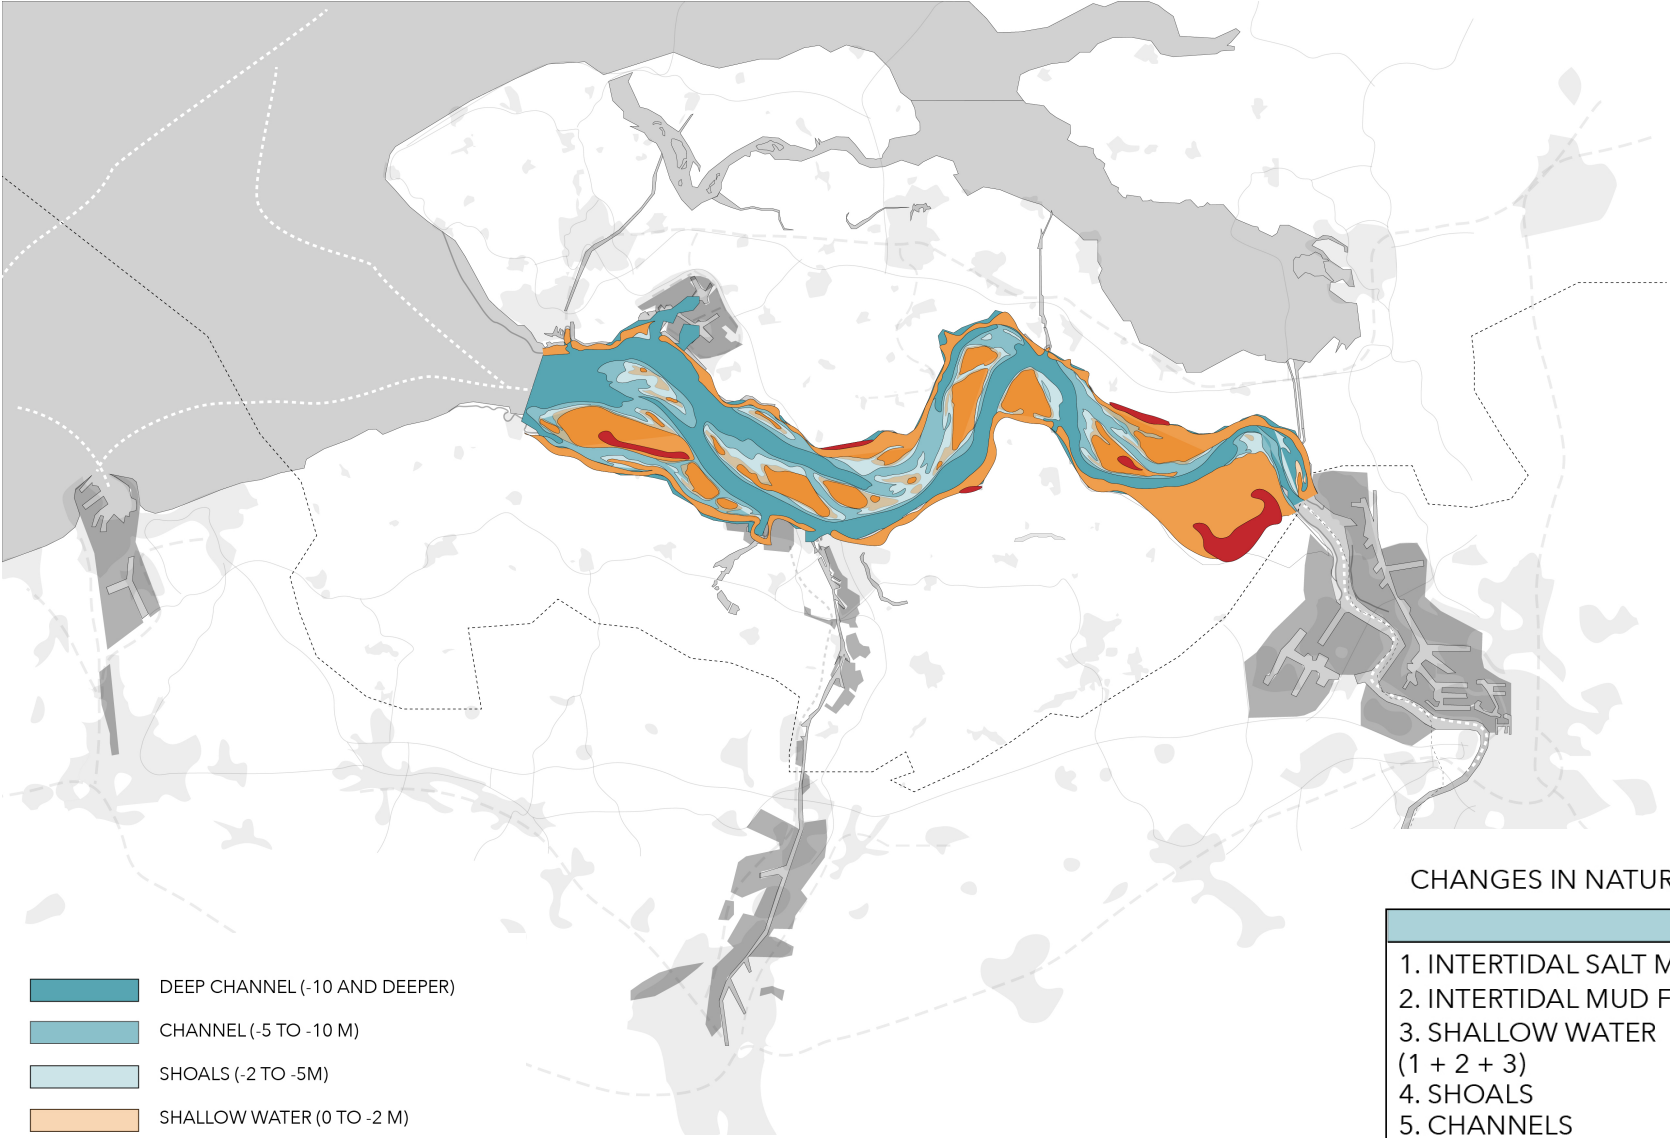 DEEP CHANNEL (-10 AND DEEPER)
CHANNEL (-5 TO -10 M)
SHOALS (-2 TO -5M)
SHALLOW WATER (0 TO -2 M)
CHANGES IN NATUR
1. INTERTIDAL SALT M
2. INTERTIDAL MUD F
3. SHALLOW WATER
(1 + 2 + 3)
4. SHOALS
5. CHANNELS